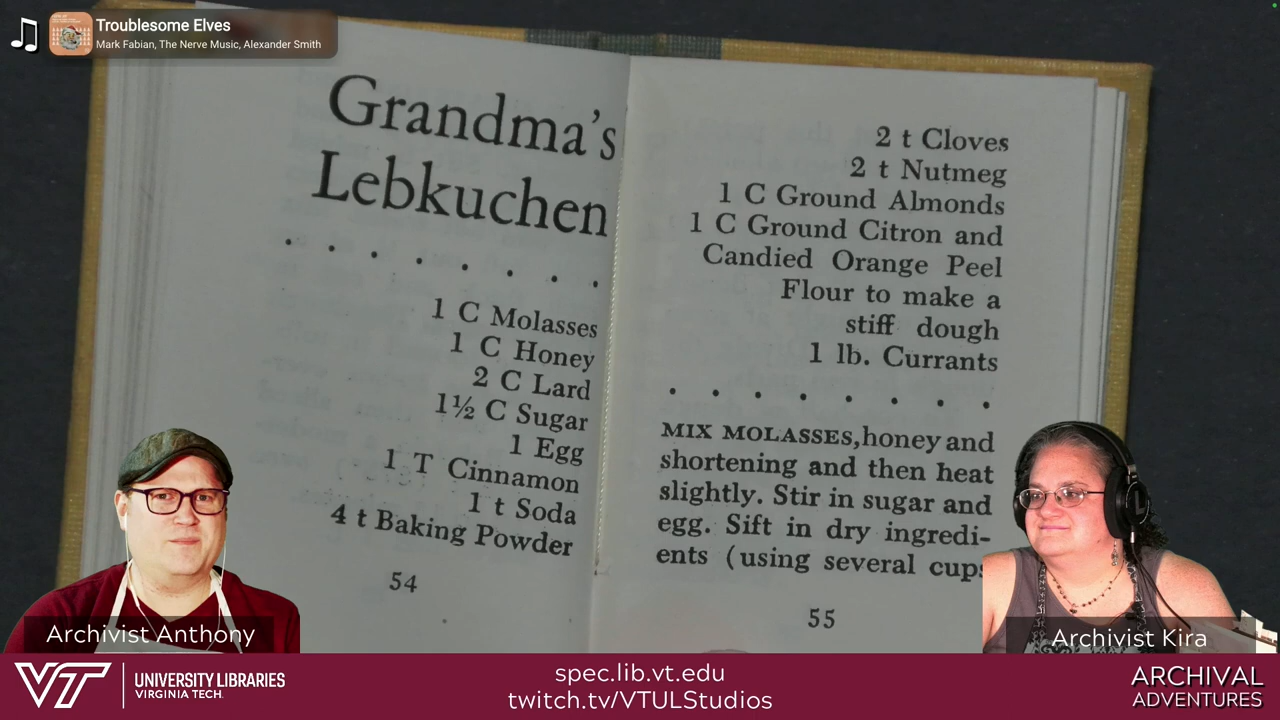 Troublesome Elves
Mark Fabian, The Nerve Music, Alexander Smith
Grandma's
Lebkuchen
1 C Molasses
1 C Honey
2 C Lard
1½ C Sugar
1 Egg
1 T Cinnamon
1 t Soda
4 t Baking Powder
54
2 t Cloves
2 t Nutmeg
1 C Ground Almonds
1 C Ground Citron and
Candied Orange Peel
Flour to make a
stiff dough
1 lb. Currants
MIX MOLASSES, honey and
shortening and then heat
slightly. Stir in sugar and
egg. Sift in dry ingredi-
ents (using several cups
55
Archivist Anthony
Archivist Kira
VT
UNIVERSITY LIBRARIES
VIRGINIA TECH
spec.lib.vt.edu
twitch.tv/VTULStudios
ARCHIVAL
ADVENTURES